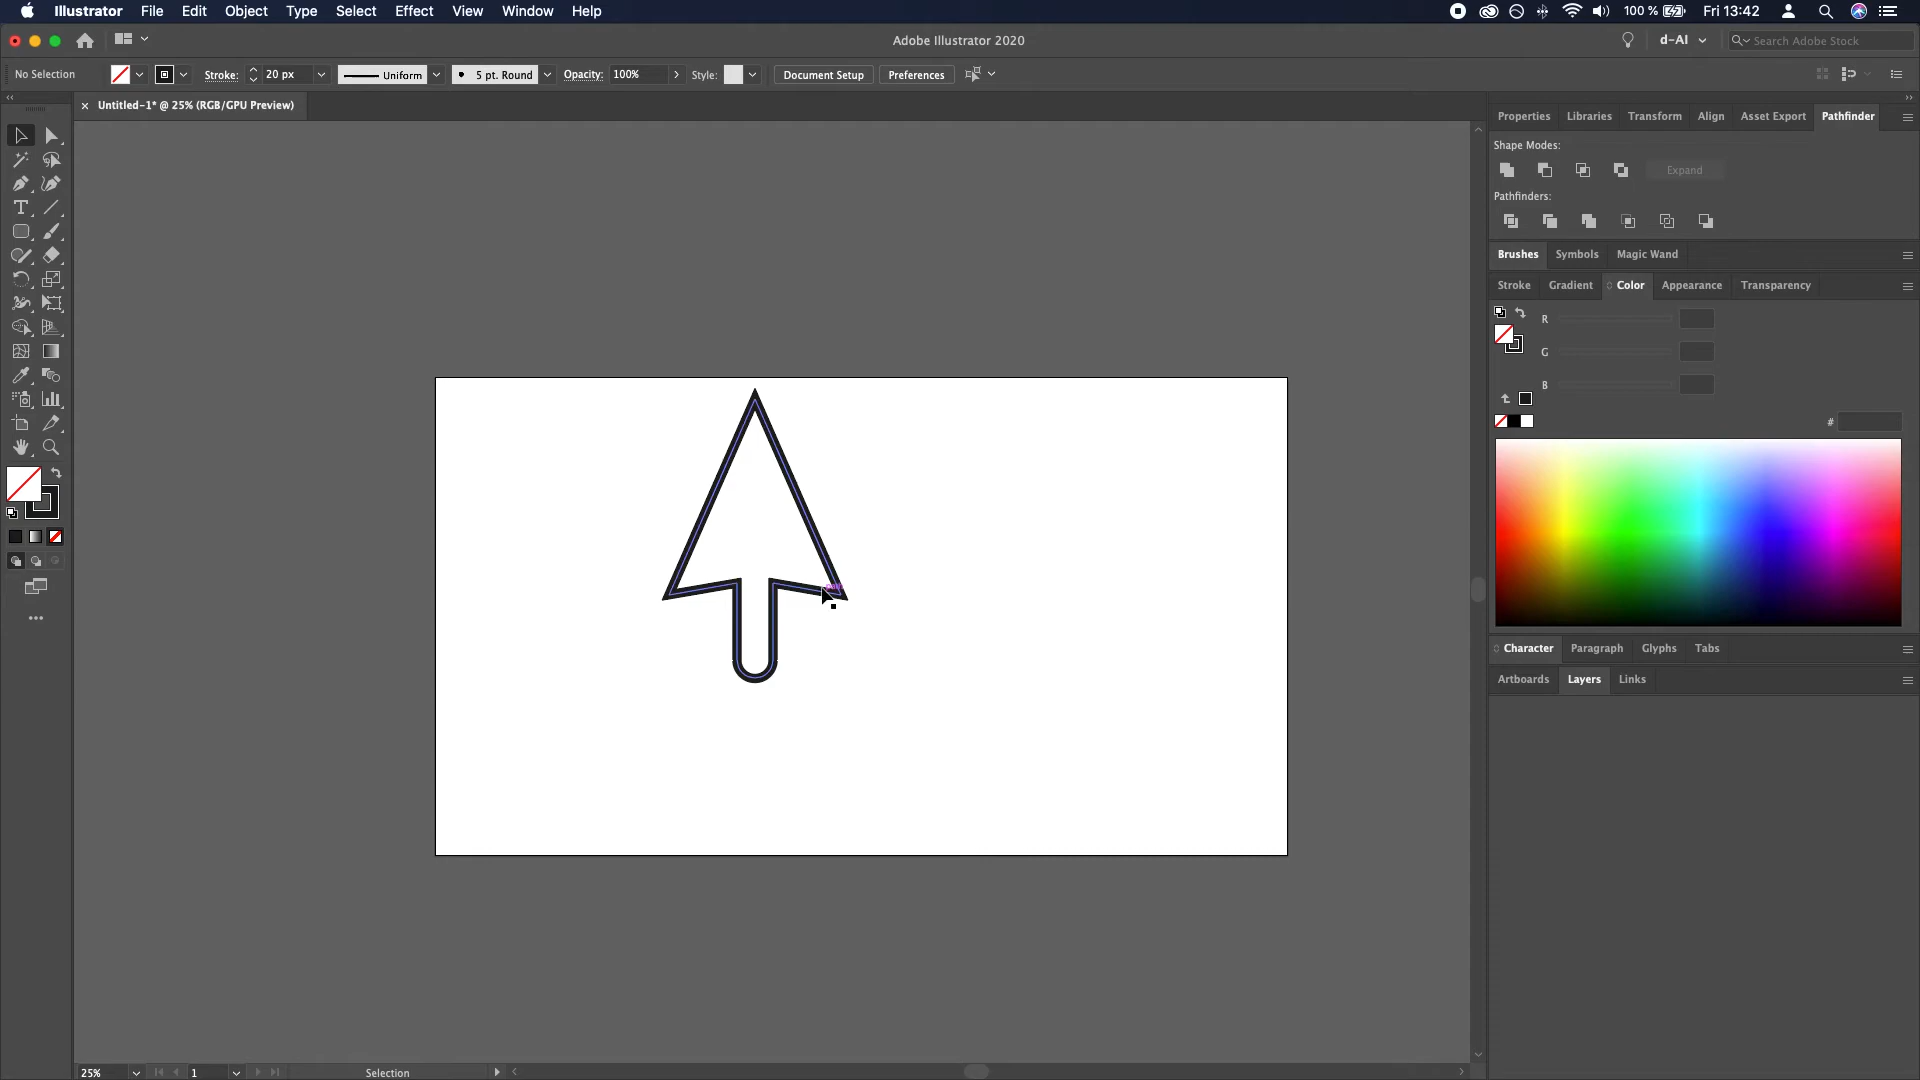 Illustrator File Edit Object Type Select Effect View Window Help 100 % Fri 13:42
Adobe Illustrator 2020 d-AI Search Adobe Stock
No Selection Stroke: 20 px Uniform 5 pt. Round Opacity: 100% Style: Document Setup Preferences
Untitled-1* @ 25% (RGB/GPU Preview)
Properties Libraries Transform Align Asset Export Pathfinder
Shape Modes:
Expand
Pathfinders:
Brushes Symbols Magic Wand
Stroke Gradient Color Appearance Transparency
R
G
B
#
Character Paragraph Glyphs Tabs
Artboards Layers Links
25% 1 Selection